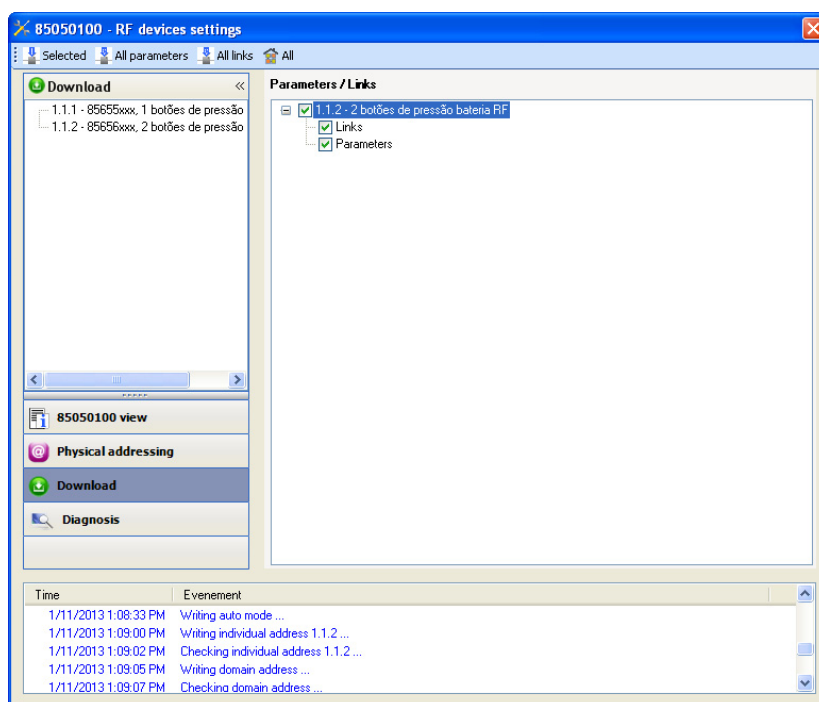 85050100 - RF devices settings
Selected All parameters All links All
Download «
1.1.1 - 85655xxx, 1 botões de pressão
1.1.2 - 85656xxx, 2 botões de pressão
85050100 view
Physical addressing
Download
Diagnosis
Parameters / Links
1.1.2 - 2 botões de pressão bateria RF
Links
Parameters
Time Evenement
1/11/2013 1:08:33 PM Writing auto mode ...
1/11/2013 1:09:00 PM Writing individual address 1.1.2 ...
1/11/2013 1:09:02 PM Checking individual address 1.1.2 ...
1/11/2013 1:09:05 PM Writing domain address ...
1/11/2013 1:09:07 PM Checking domain address ...